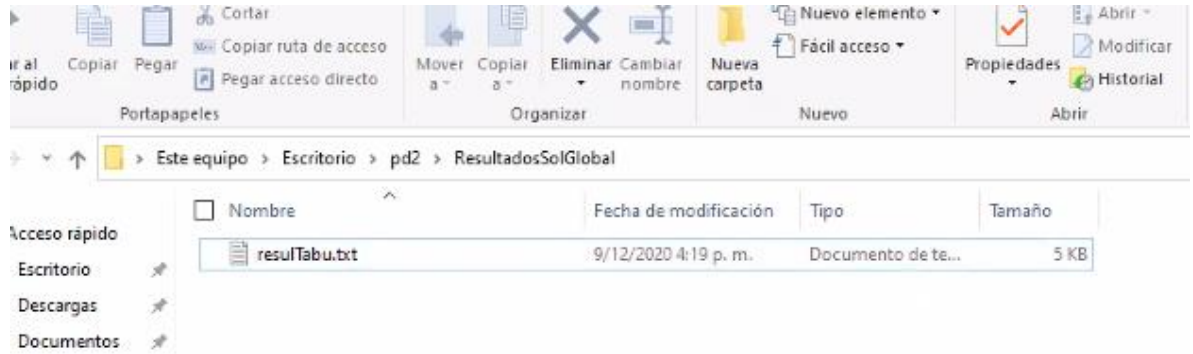 Cortar
Copiar ruta de acceso
Pegar acceso directo
Copiar Pegar
Portapapeles
Mover a
Copiar a
Eliminar
Cambiar nombre
Organizar
Nueva carpeta
Nuevo elemento
Fácil acceso
Nuevo
Propiedades
Abrir
Modificar
Historial
Abrir
Este equipo > Escritorio > pd2 > ResultadosSolGlobal
Nombre Fecha de modificación Tipo Tamaño
resulTabu.txt 9/12/2020 4:19 p. m. Documento de te... 5 KB
Acceso rápido
Escritorio
Descargas
Documentos